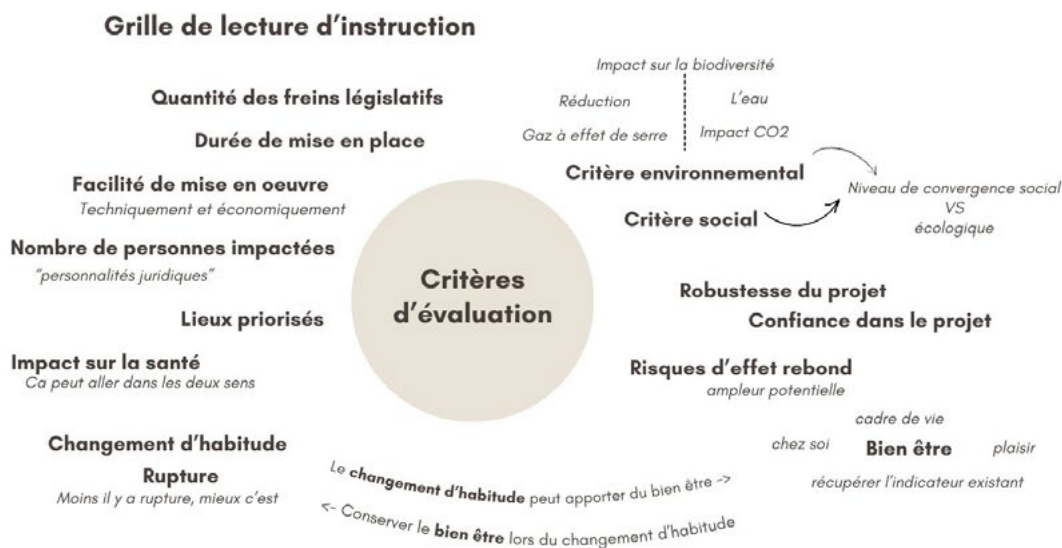 Grille de lecture d'instruction
Quantité des freins législatifs
Durée de mise en place
Facilité de mise en oeuvre
Techniquement et économiquement
Nombre de personnes impactées
"personnalités juridiques"
Lieux priorisés
Impact sur la santé
Ca peut aller dans les deux sens
Changement d'habitude
Rupture
Moins il y a rupture, mieux c'est
Critères
d'évaluation
Impact sur la biodiversité
Réduction
L'eau
Gaz à effet de serre
Impact CO2
Critère environnemental
Critère social
Niveau de convergence social
VS
écologique
Robustesse du projet
Confiance dans le projet
Risques d'effet rebond
ampleur potentielle
cadre de vie
chez soi
Bien être
plaisir
récupérer l'indicateur existant
Le changement d'habitude peut apporter du bien être ->
<- Conserver le bien être lors du changement d'habitude